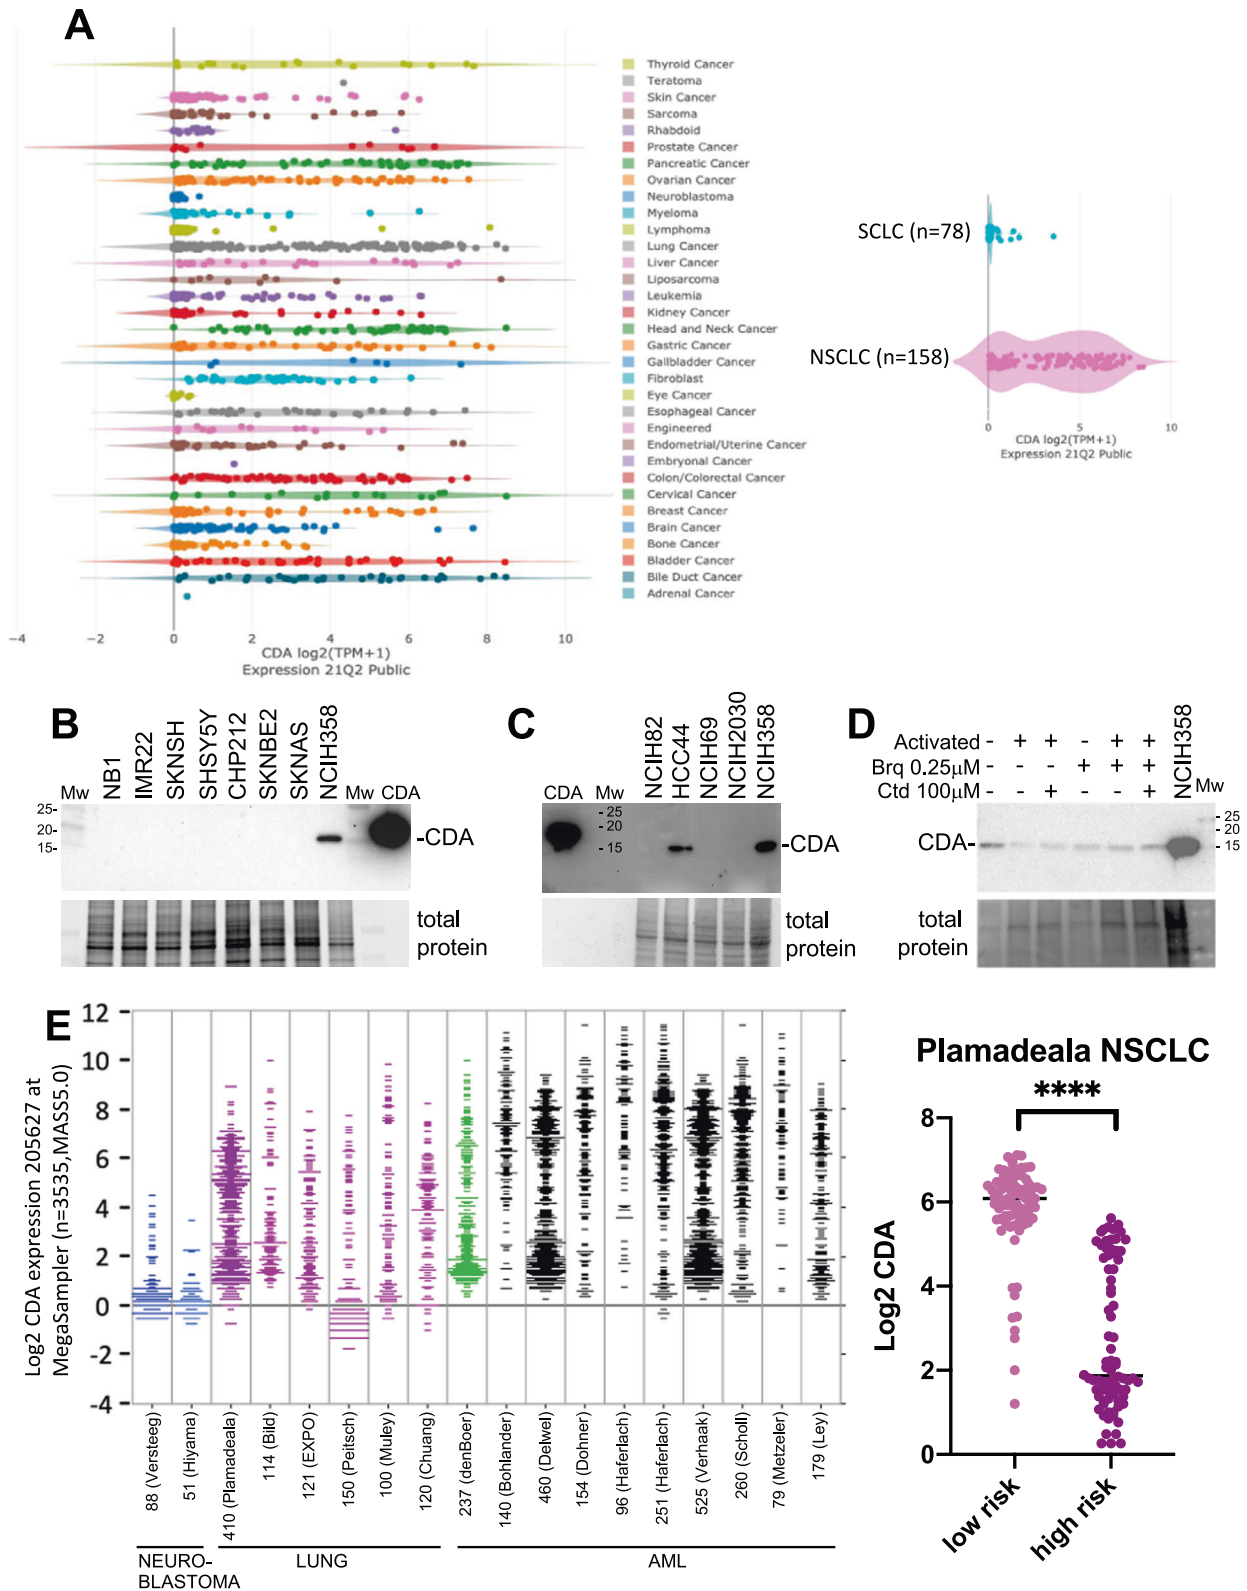 A
Thyroid Cancer
Teratoma
Skin Cancer
Sarcoma
Rhabdoid
Prostate Cancer
Pancreatic Cancer
Ovarian Cancer
Neuroblastoma
Myeloma
Lymphoma
Lung Cancer
Liver Cancer
Liposarcoma
Leukemia
Kidney Cancer
Head and Neck Cancer
Gastric Cancer
Gallbladder Cancer
Fibroblast
Eye Cancer
Esophageal Cancer
Engineered
Endometrial/Uterine Cancer
Embryonal Cancer
Colon/Colorectal Cancer
Cervical Cancer
Breast Cancer
Brain Cancer
Bone Cancer
Bladder Cancer
Bile Duct Cancer
Adrenal Cancer
−4 −2 0 2 4 6 8 10
CDA log2(TPM+1)
Expression 21Q2 Public
SCLC (n=78)
NSCLC (n=158)
0 5 10
CDA log2(TPM+1)
Expression 21Q2 Public
B
Mw NB1 IMR22 SKNSH SHSY5Y CHP212 SKNBE2 SKNAS NCIH358 Mw CDA
25-
20-
15-
-CDA
total
protein
C
CDA Mw NCIH82 HCC44 NCIH69 NCIH2030 NCIH358
- 25
- 20
- 15
-CDA
total
protein
D
Activated - + + - + +
Brq 0.25µM - - - + + +
Ctd 100µM - - + - - +
NCIH358 Mw
CDA-
- 25
- 20
- 15
total
protein
E
Log2 CDA expression 205627 at
MegaSampler (n=3535,MASS5.0)
12
10
8
6
4
2
0
-2
-4
88 (Versteeg)
51 (Hiyama)
410 (Plamadeala)
114 (Bild)
121 (EXPO)
150 (Peitsch)
100 (Muley)
120 (Chuang)
237 (denBoer)
140 (Bohlander)
460 (Delwel)
154 (Dohner)
96 (Haferlach)
251 (Haferlach)
525 (Verhaak)
260 (Scholl)
79 (Metzeler)
179 (Ley)
NEURO-
BLASTOMA
LUNG
AML
Plamadeala NSCLC
****
Log2 CDA
8
6
4
2
0
low risk
high risk